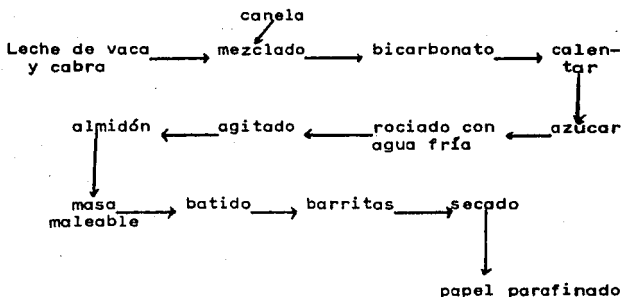 canela
Leche de vaca y cabra
mezclado
bicarbonato
calen-
tar
azúcar
rociado con
agua fría
agitado
almidón
masa
maleable
batido
barritas
secado
papel parafinado